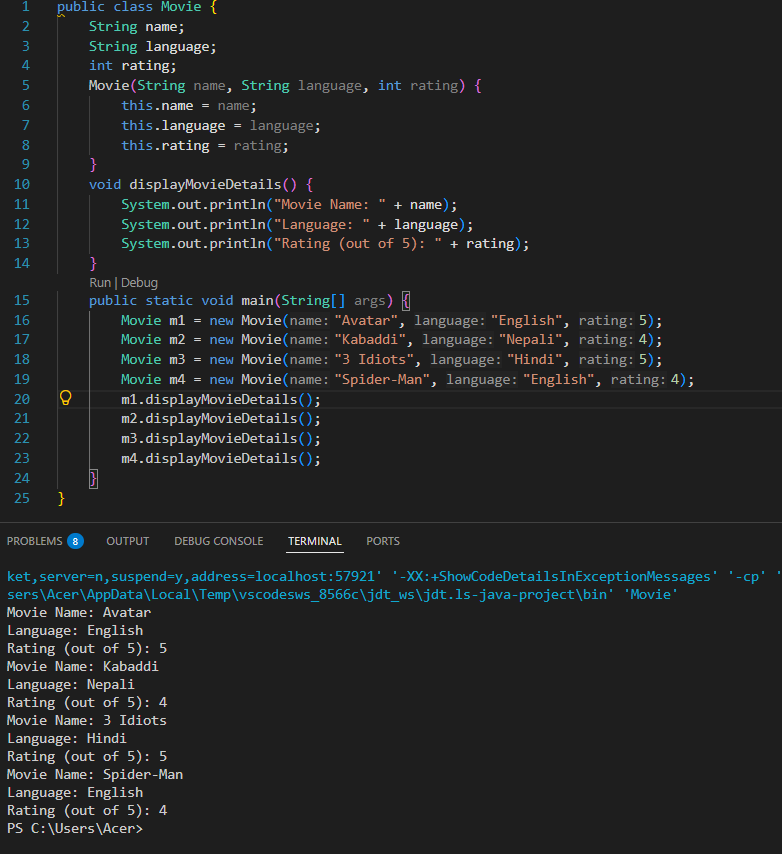 1 public class Movie {
2 String name;
3 String language;
4 int rating;
5 Movie(String name, String language, int rating) {
6 this.name = name;
7 this.language = language;
8 this.rating = rating;
9 }
10 void displayMovieDetails() {
11 System.out.println("Movie Name: " + name);
12 System.out.println("Language: " + language);
13 System.out.println("Rating (out of 5): " + rating);
14 }
Run | Debug
15 public static void main(String[] args) {
16 Movie m1 = new Movie(name: "Avatar", language: "English", rating: 5);
17 Movie m2 = new Movie(name: "Kabaddi", language: "Nepali", rating: 4);
18 Movie m3 = new Movie(name: "3 Idiots", language: "Hindi", rating: 5);
19 Movie m4 = new Movie(name: "Spider-Man", language: "English", rating: 4);
20 m1.displayMovieDetails();
21 m2.displayMovieDetails();
22 m3.displayMovieDetails();
23 m4.displayMovieDetails();
24 }
25 }
PROBLEMS 8 OUTPUT DEBUG CONSOLE TERMINAL PORTS
ket,server=n,suspend=y,address=localhost:57921' '-XX:+ShowCodeDetailsInExceptionMessages' '-cp' '
sers\Acer\AppData\Local\Temp\vscodesws_8566c\jdt_ws\jdt.ls-java-project\bin' 'Movie'
Movie Name: Avatar
Language: English
Rating (out of 5): 5
Movie Name: Kabaddi
Language: Nepali
Rating (out of 5): 4
Movie Name: 3 Idiots
Language: Hindi
Rating (out of 5): 5
Movie Name: Spider-Man
Language: English
Rating (out of 5): 4
PS C:\Users\Acer>